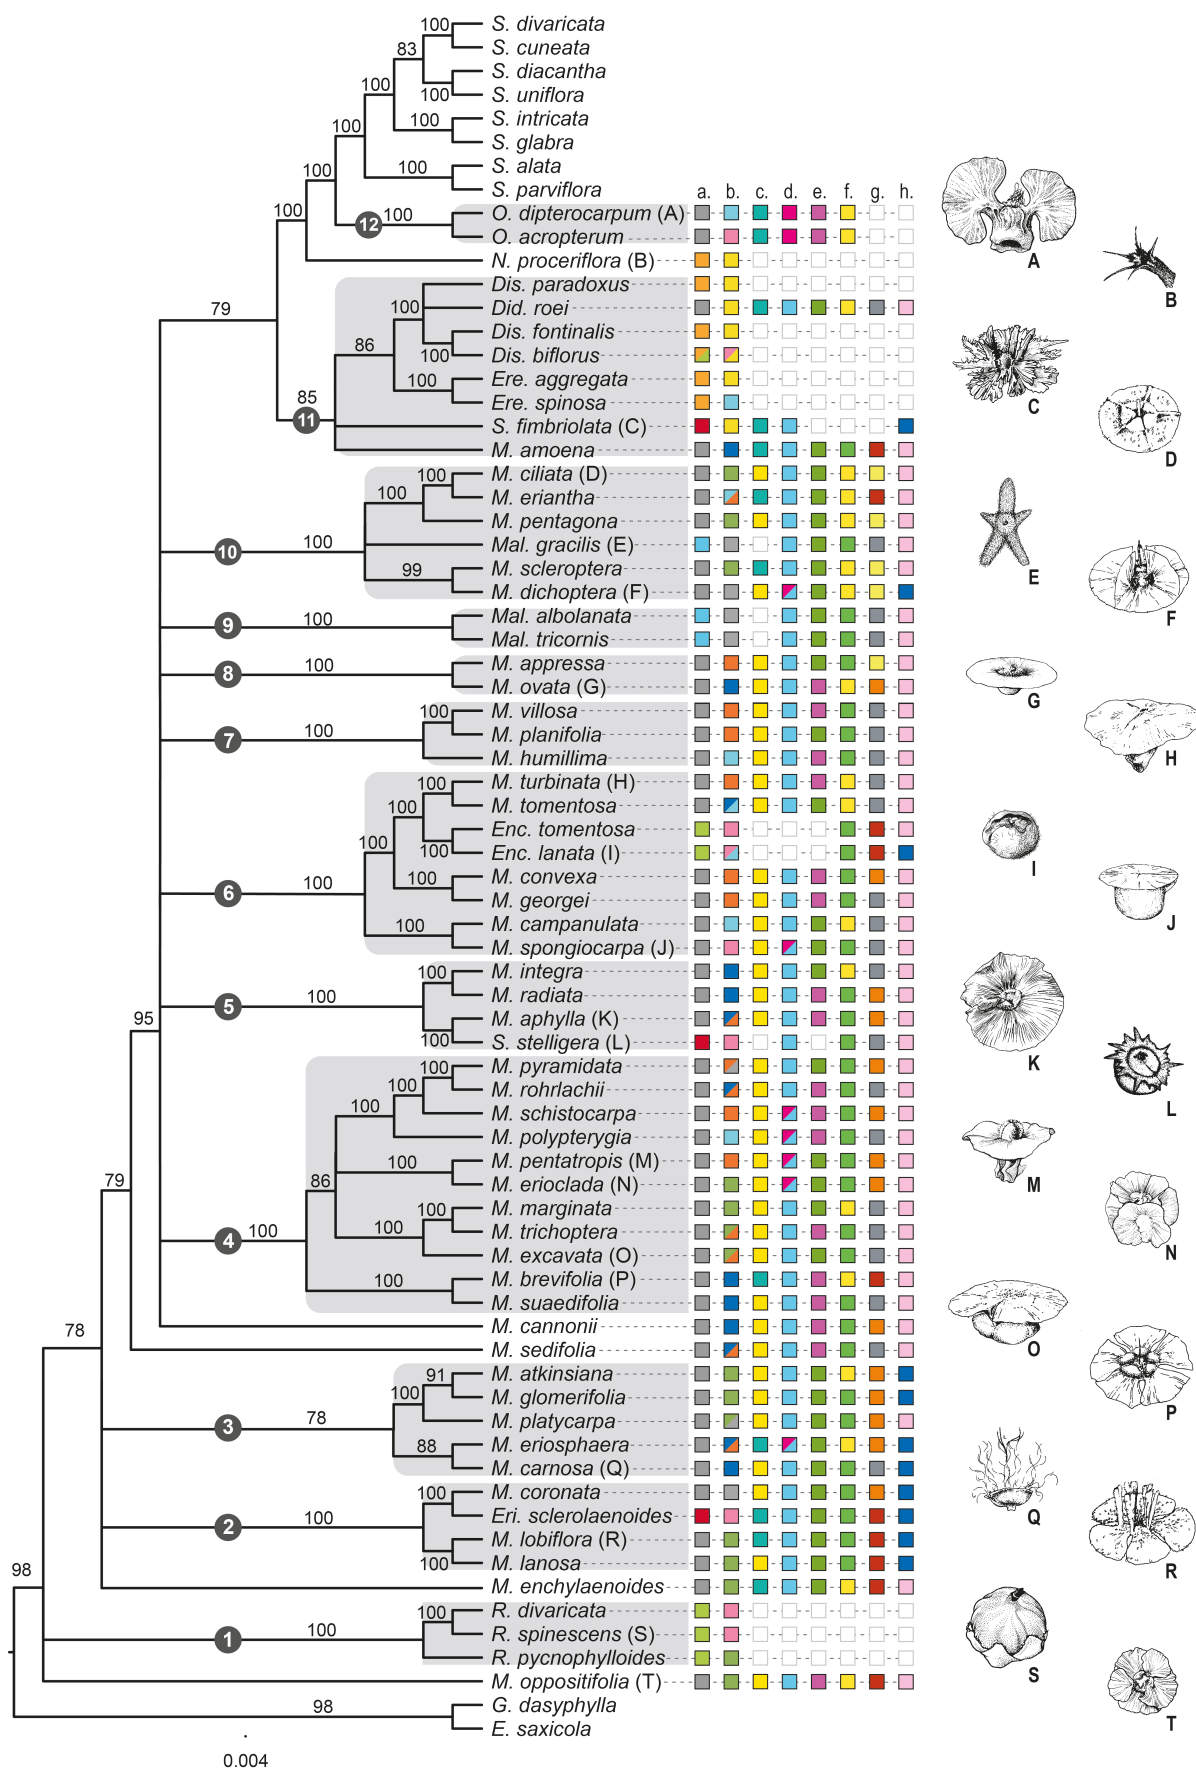 100
S. divaricata
83
S. cuneata
S. diacantha
100
100
S. uniflora
100
100
S. intricata
S. glabra
100
S. alata
100
a. b. c. d. e. f. g. h.
S. parviflora
100
12
100
O. dipterocarpum (A)
O. acropterum
N. proceriflora (B)
A
B
79
Dis. paradoxus
100
Did. roei
86
Dis. fontinalis
100
Dis. biflorus
100
Ere. aggregata
85
Ere. spinosa
C
11
S. fimbriolata (C)
M. amoena
D
100
M. ciliata (D)
100
M. eriantha
M. pentagona
10
100
Mal. gracilis (E)
E
99
M. scleroptera
M. dichoptera (F)
F
9
100
Mal. albolanata
Mal. tricornis
8
100
M. appressa
M. ovata (G)
G
100
M. villosa
7
100
M. planifolia
M. humillima
H
100
M. turbinata (H)
100
M. tomentosa
100
Enc. tomentosa
100
Enc. lanata (I)
I
6
100
100
M. convexa
M. georgei
J
100
M. campanulata
M. spongiocarpa (J)
100
M. integra
5
100
M. radiata
M. aphylla (K)
95
100
S. stelligera (L)
K
100
M. pyramidata
100
M. rohrlachii
L
100
M. schistocarpa
M. polypterygia
100
M. pentatropis (M)
79
86
M. erioclada (N)
M
100
M. marginata
4
100
100
M. trichoptera
N
M. excavata (O)
100
M. brevifolia (P)
M. suaedifolia
78
M. cannonii
M. sedifolia
O
91
M. atkinsiana
100
M. glomerifolia
P
3
78
M. platycarpa
88
M. eriosphaera
M. carnosa (Q)
100
M. coronata
Q
2
100
Eri. sclerolaenoides
M. lobiflora (R)
100
M. lanosa
R
98
M. enchylaenoides
100
R. divaricata
1
100
R. spinescens (S)
R. pycnophylloides
S
M. oppositifolia (T)
98
G. dasyphylla
T
E. saxicola
0.004